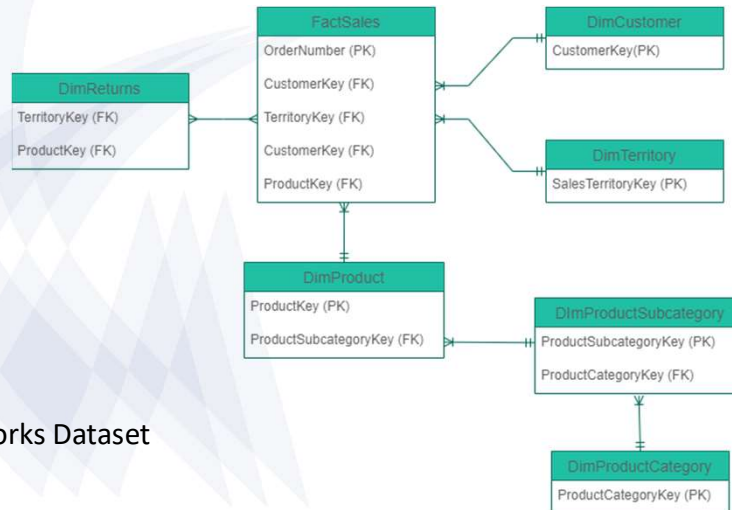 FactSales
OrderNumber (PK)
CustomerKey (FK)
TerritoryKey (FK)
CustomerKey (FK)
ProductKey (FK)
DimCustomer
CustomerKey(PK)
DimReturns
TerritoryKey (FK)
ProductKey (FK)
DimTerritory
SalesTerritoryKey (PK)
DimProduct
ProductKey (PK)
ProductSubcategoryKey (FK)
DImProductSubcategory
ProductSubcategoryKey (PK)
ProductCategoryKey (FK)
DimProductCategory
ProductCategoryKey (PK)
orks Dataset